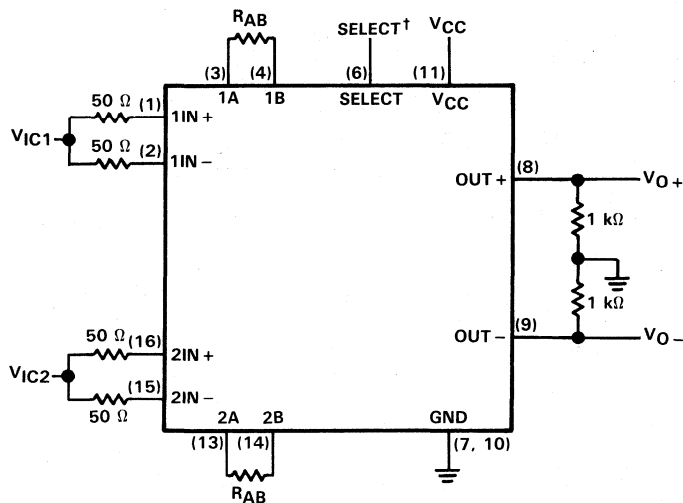 RAB
SELECT†
VCC
(3) (4) (6) (11)
1A 1B SELECT VCC
50 Ω (1) 1IN +
VIC1
50 Ω (2) 1IN −
OUT + (8) VO+
1 kΩ
1 kΩ
OUT − (9) VO−
50 Ω (16) 2IN +
VIC2
50 Ω (15) 2IN −
2A 2B GND
(13) (14) (7, 10)
RAB